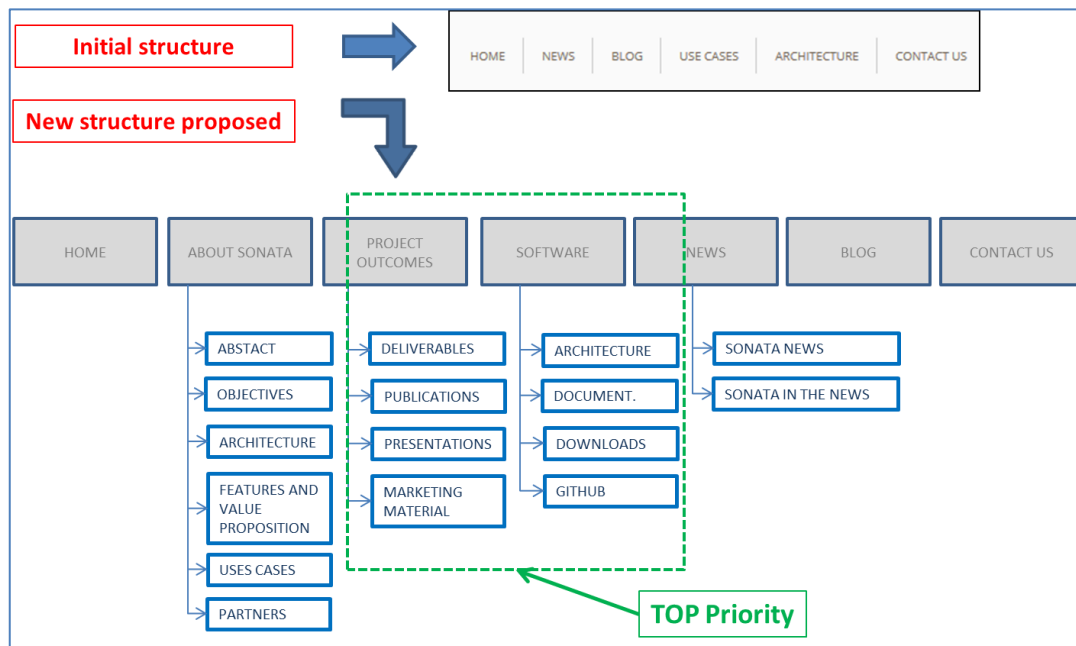 Initial structure
HOME
NEWS
BLOG
USE CASES
ARCHITECTURE
CONTACT US
New structure proposed
HOME
ABOUT SONATA
PROJECT
OUTCOMES
SOFTWARE
NEWS
BLOG
CONTACT US
ABSTACT
OBJECTIVES
ARCHITECTURE
FEATURES AND
VALUE
PROPOSITION
USES CASES
PARTNERS
DELIVERABLES
PUBLICATIONS
PRESENTATIONS
MARKETING
MATERIAL
ARCHITECTURE
DOCUMENT.
DOWNLOADS
GITHUB
SONATA NEWS
SONATA IN THE NEWS
TOP Priority